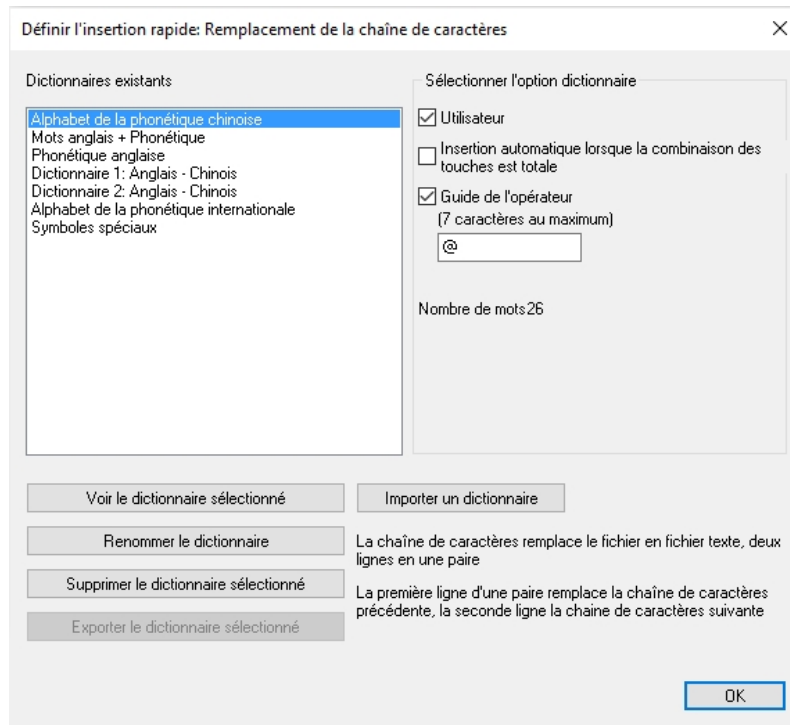 Définir l'insertion rapide: Remplacement de la chaîne de caractères
Dictionnaires existants
Alphabet de la phonétique chinoise
Mots anglais + Phonétique
Phonétique anglaise
Dictionnaire 1: Anglais - Chinois
Dictionnaire 2: Anglais - Chinois
Alphabet de la phonétique internationale
Symboles spéciaux
Sélectionner l'option dictionnaire
Utilisateur
Insertion automatique lorsque la combinaison des
touches est totale
Guide de l'opérateur
(7 caractères au maximum)
@
Nombre de mots26
Voir le dictionnaire sélectionné
Importer un dictionnaire
Renommer le dictionnaire
Supprimer le dictionnaire sélectionné
Exporter le dictionnaire sélectionné
La chaîne de caractères remplace le fichier en fichier texte, deux
lignes en une paire
La première ligne d'une paire remplace la chaîne de caractères
précédente, la seconde ligne la chaine de caractères suivante
OK